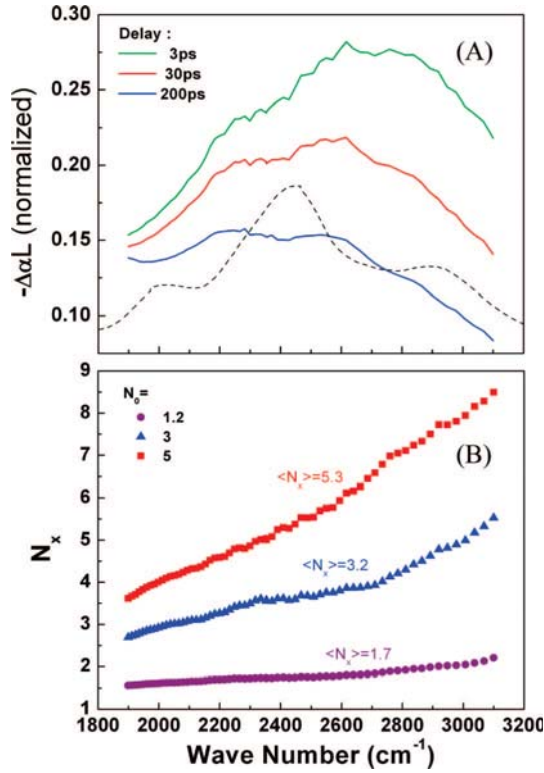 0.30
0.25
0.20
0.15
0.10
-ΔαL (normalized)
Delay :
3ps
30ps
200ps
(A)
9
8
7
6
5
4
3
2
1
Nₓ
N₀=
1.2
3
5
(B)
<Nₓ>=5.3
<Nₓ>=3.2
<Nₓ>=1.7
1800 2000 2200 2400 2600 2800 3000 3200
Wave Number (cm⁻¹)